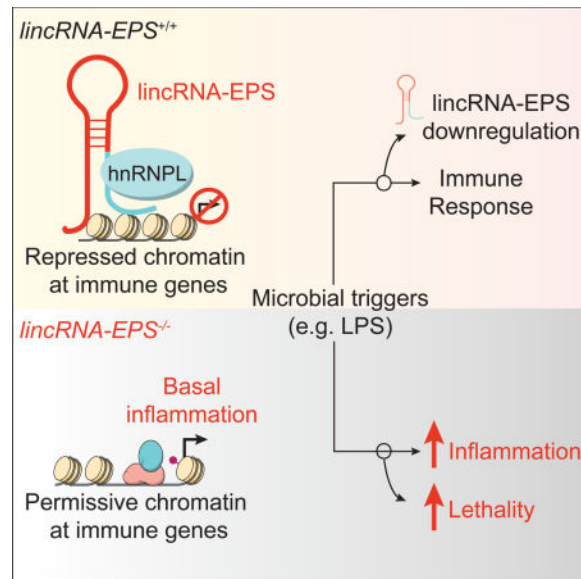 lincRNA-EPS+/+
lincRNA-EPS
hnRNPL
Repressed chromatin
at immune genes
lincRNA-EPS
downregulation
Immune
Response
Microbial triggers
(e.g. LPS)
lincRNA-EPS-/-
Basal
inflammation
Permissive chromatin
at immune genes
Inflammation
Lethality